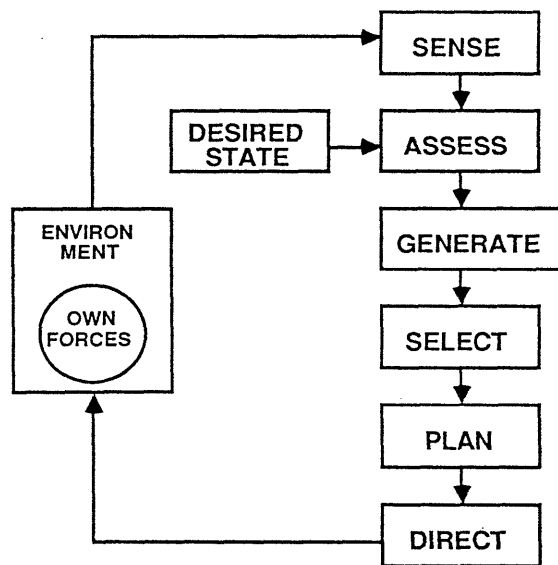 SENSE
DESIRED
STATE
ASSESS
ENVIRON
MENT
GENERATE
OWN
FORCES
SELECT
PLAN
DIRECT